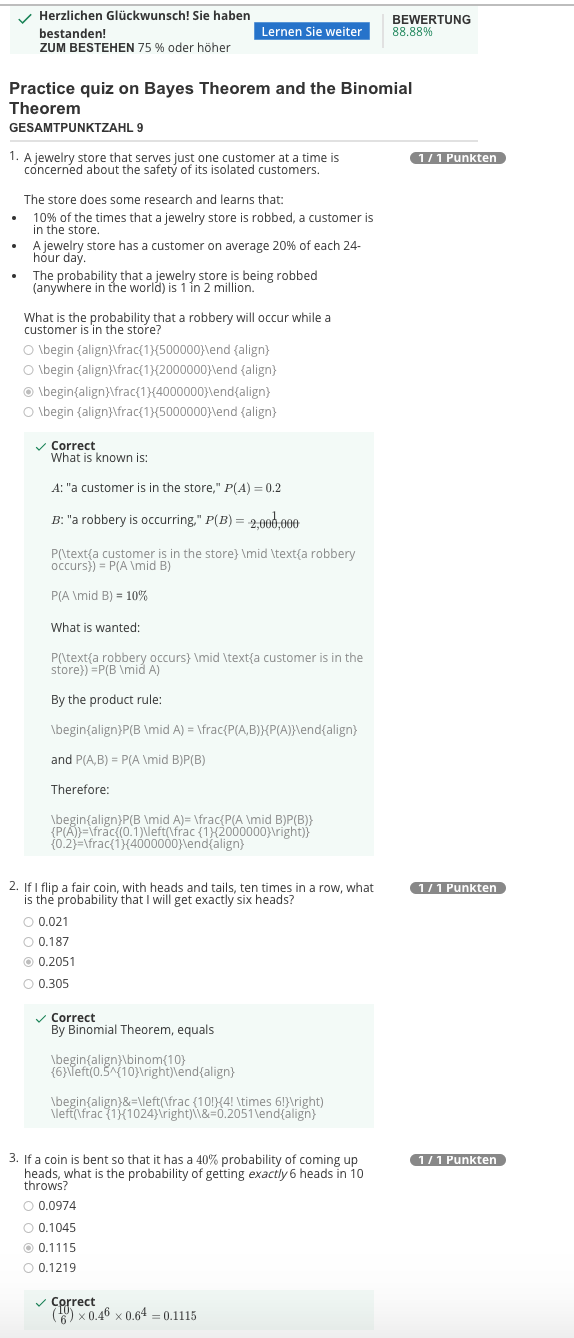 Herzlichen Glückwunsch! Sie haben
bestanden!
ZUM BESTEHEN 75 % oder höher
Lernen Sie weiter
BEWERTUNG
88.88%
Practice quiz on Bayes Theorem and the Binomial
Theorem
GESAMTPUNKTZAHL 9
1. A jewelry store that serves just one customer at a time is
concerned about the safety of its isolated customers.
1 / 1 Punkten
The store does some research and learns that:
• 10% of the times that a jewelry store is robbed, a customer is
in the store.
• A jewelry store has a customer on average 20% of each 24-
hour day.
• The probability that a jewelry store is being robbed
(anywhere in the world) is 1 in 2 million.
What is the probability that a robbery will occur while a
customer is in the store?
\begin {align}\frac{1}{500000}\end {align}
\begin {align}\frac{1}{2000000}\end {align}
\begin{align}\frac{1}{4000000}\end{align}
\begin {align}\frac{1}{5000000}\end {align}
Correct
What is known is:
A: "a customer is in the store," P(A) = 0.2
B: "a robbery is occurring," P(B) = 1/2,000,000
P(\text{a customer is in the store} \mid \text{a robbery
occurs}) = P(A \mid B)
P(A \mid B) = 10%
What is wanted:
P(\text{a robbery occurs} \mid \text{a customer is in the
store}) =P(B \mid A)
By the product rule:
\begin{align}P(B \mid A) = \frac{P(A,B)}{P(A)}\end{align}
and P(A,B) = P(A \mid B)P(B)
Therefore:
\begin{align}P(B \mid A)= \frac{P(A \mid B)P(B)}
{P(A)}=\frac{(0.1)\left(\frac {1}{2000000}\right)}
{0.2}=\frac{1}{4000000}\end{align}
2. If I flip a fair coin, with heads and tails, ten times in a row, what
is the probability that I will get exactly six heads?
1 / 1 Punkten
0.021
0.187
0.2051
0.305
Correct
By Binomial Theorem, equals
\begin{align}\binom{10}
{6}\left(0.5^{10}\right)\end{align}
\begin{align}&=\left(\frac {10!}{4! \times 6!}\right)
\left(\frac {1}{1024}\right)\\&=0.2051\end{align}
3. If a coin is bent so that it has a 40% probability of coming up
heads, what is the probability of getting exactly 6 heads in 10
throws?
1 / 1 Punkten
0.0974
0.1045
0.1115
0.1219
Correct
(10 6) × 0.4⁶ × 0.6⁴ = 0.1115